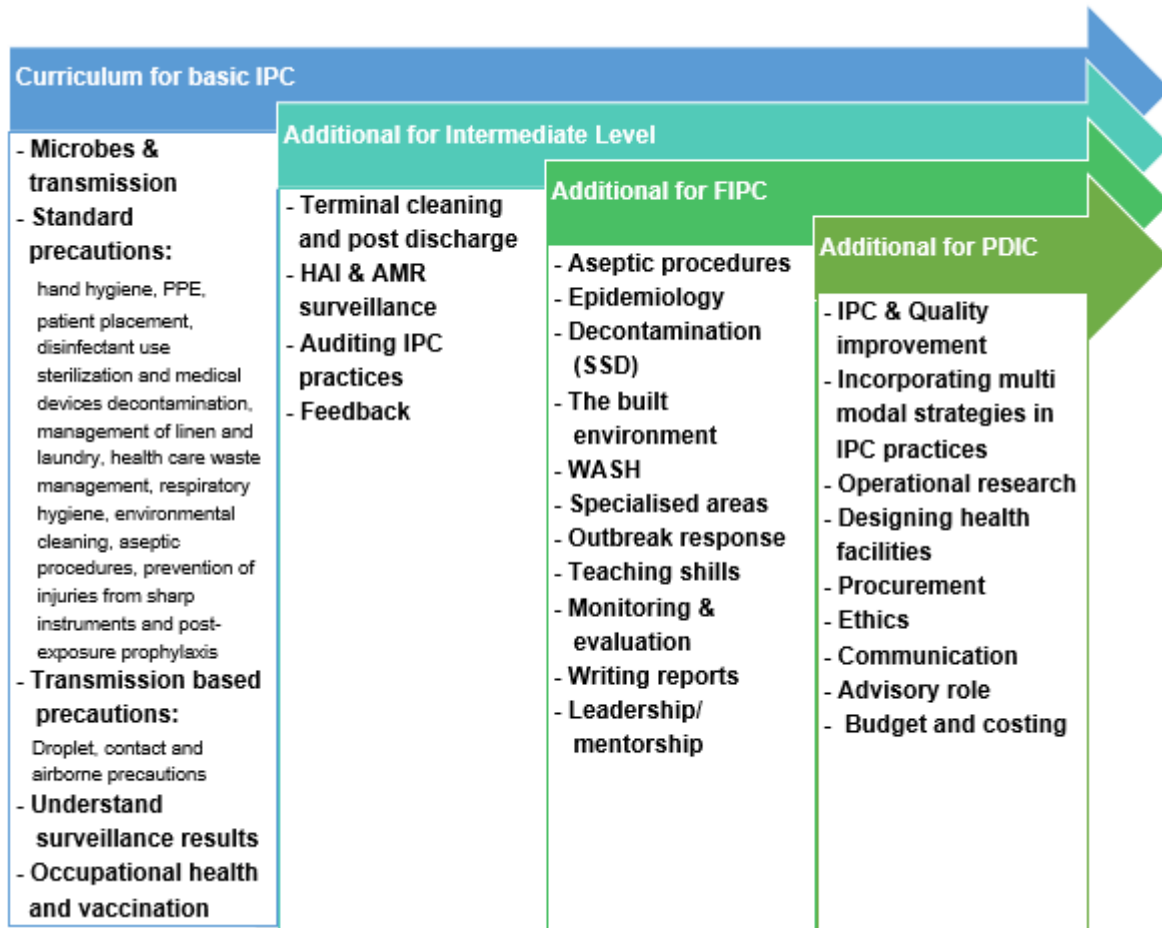 Curriculum for basic IPC
- Microbes &
transmission
- Standard
precautions:
hand hygiene, PPE,
patient placement,
disinfectant use
sterilization and medical
devices decontamination,
management of linen and
laundry, health care waste
management, respiratory
hygiene, environmental
cleaning, aseptic
procedures, prevention of
injuries from sharp
instruments and post-
exposure prophylaxis
- Transmission based
precautions:
Droplet, contact and
airborne precautions
- Understand
surveillance results
- Occupational health
and vaccination
Additional for Intermediate Level
- Terminal cleaning
and post discharge
- HAI & AMR
surveillance
- Auditing IPC
practices
- Feedback
Additional for FIPC
- Aseptic procedures
- Epidemiology
- Decontamination
(SSD)
- The built
environment
- WASH
- Specialised areas
- Outbreak response
- Teaching shills
- Monitoring &
evaluation
- Writing reports
- Leadership/
mentorship
Additional for PDIC
- IPC & Quality
improvement
- Incorporating multi
modal strategies in
IPC practices
- Operational research
- Designing health
facilities
- Procurement
- Ethics
- Communication
- Advisory role
- Budget and costing